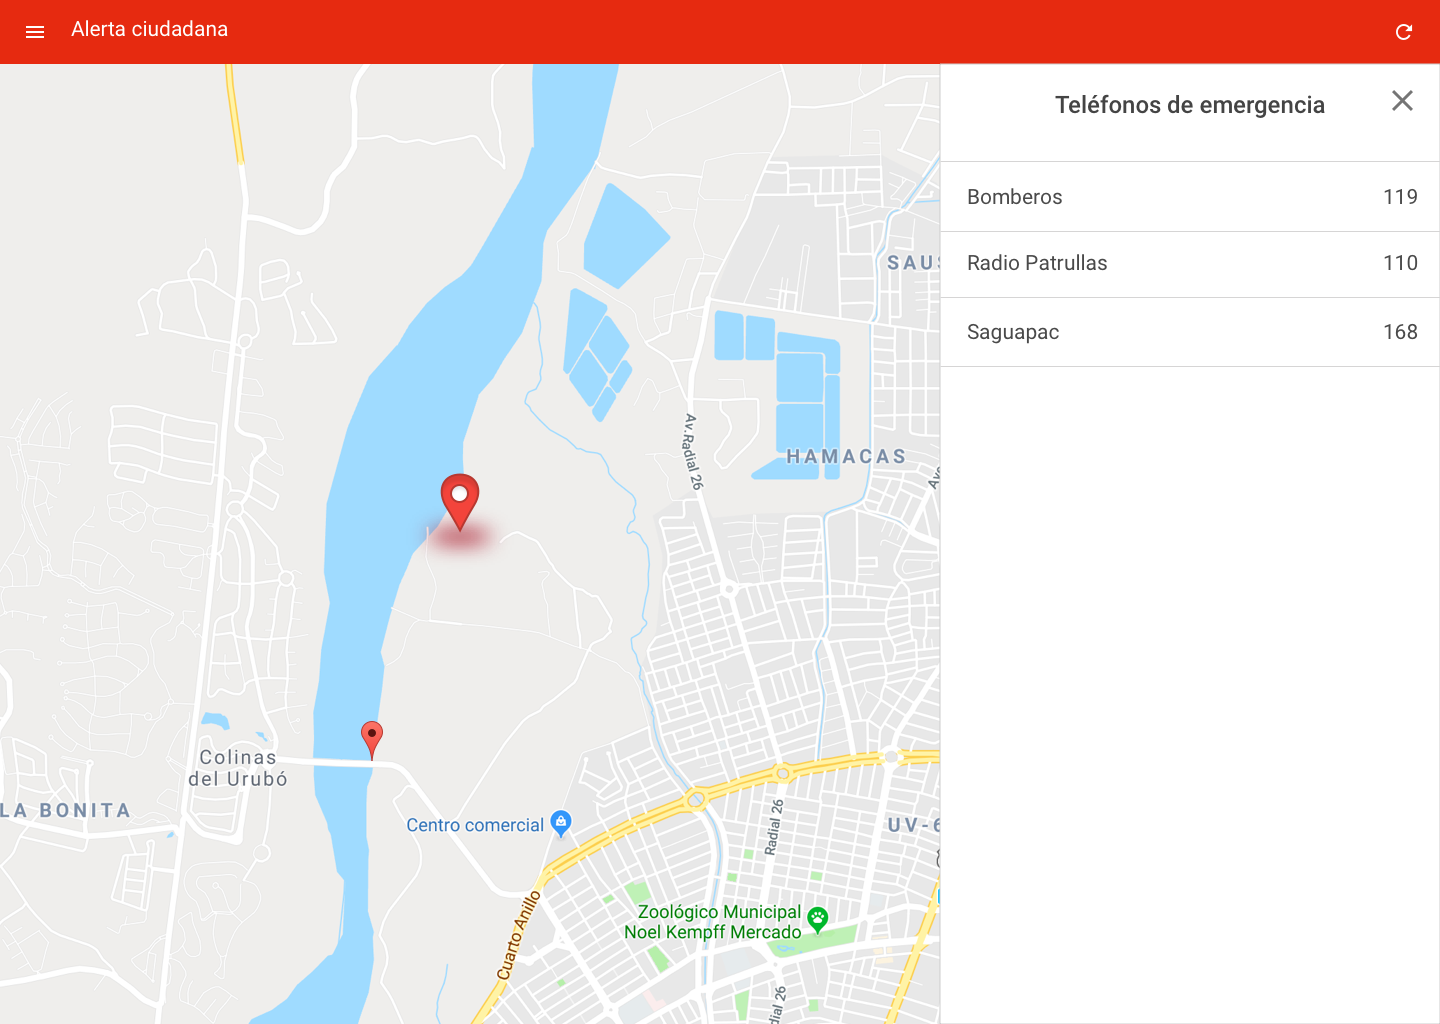 Alerta ciudadana
Teléfonos de emergencia
Bomberos 119
Radio Patrullas 110
Saguapac 168
SAUS
Av.Radial 26
HAMACAS
Colinas
del Urubó
LA BONITA
Centro comercial
Radial 26
UV-6
Cuarto Anillo
Zoológico Municipal
Noel Kempff Mercado
dial 26